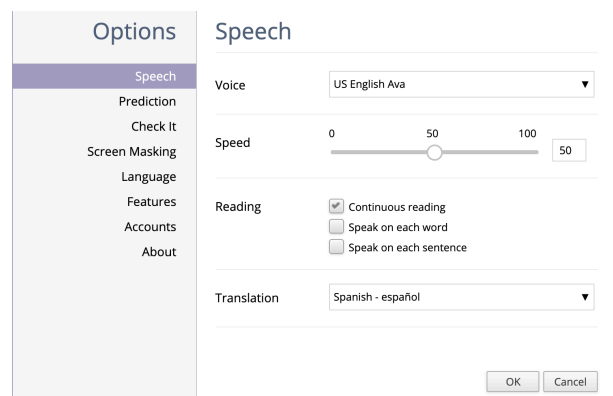 Options
Speech
Prediction
Check It
Screen Masking
Language
Features
Accounts
About
Speech
Voice
US English Ava
Speed
0 50 100
50
Reading
Continuous reading
Speak on each word
Speak on each sentence
Translation
Spanish - español
OK Cancel